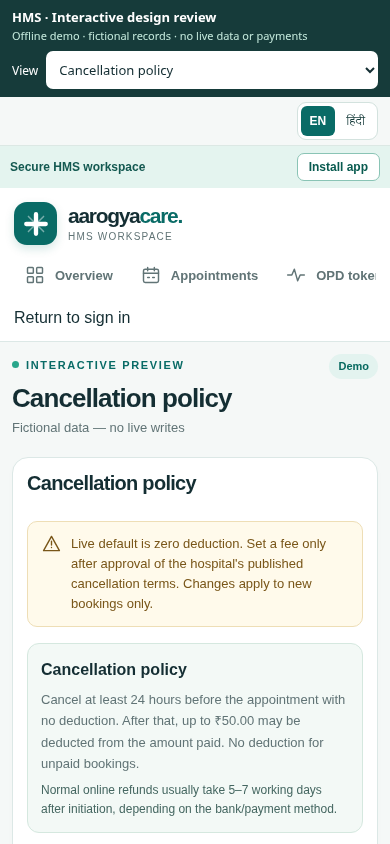 HMS · Interactive design review
Offline demo · fictional records · no live data or payments
View
Cancellation policy
EN
हिंदी
Secure HMS workspace
Install app
aarogyacare.
HMS WORKSPACE
Overview
Appointments
OPD token
Return to sign in
INTERACTIVE PREVIEW
Demo
Cancellation policy
Fictional data — no live writes
Cancellation policy
Live default is zero deduction. Set a fee only
after approval of the hospital's published
cancellation terms. Changes apply to new
bookings only.
Cancellation policy
Cancel at least 24 hours before the appointment with
no deduction. After that, up to ₹50.00 may be
deducted from the amount paid. No deduction for
unpaid bookings.
Normal online refunds usually take 5–7 working days
after initiation, depending on the bank/payment method.